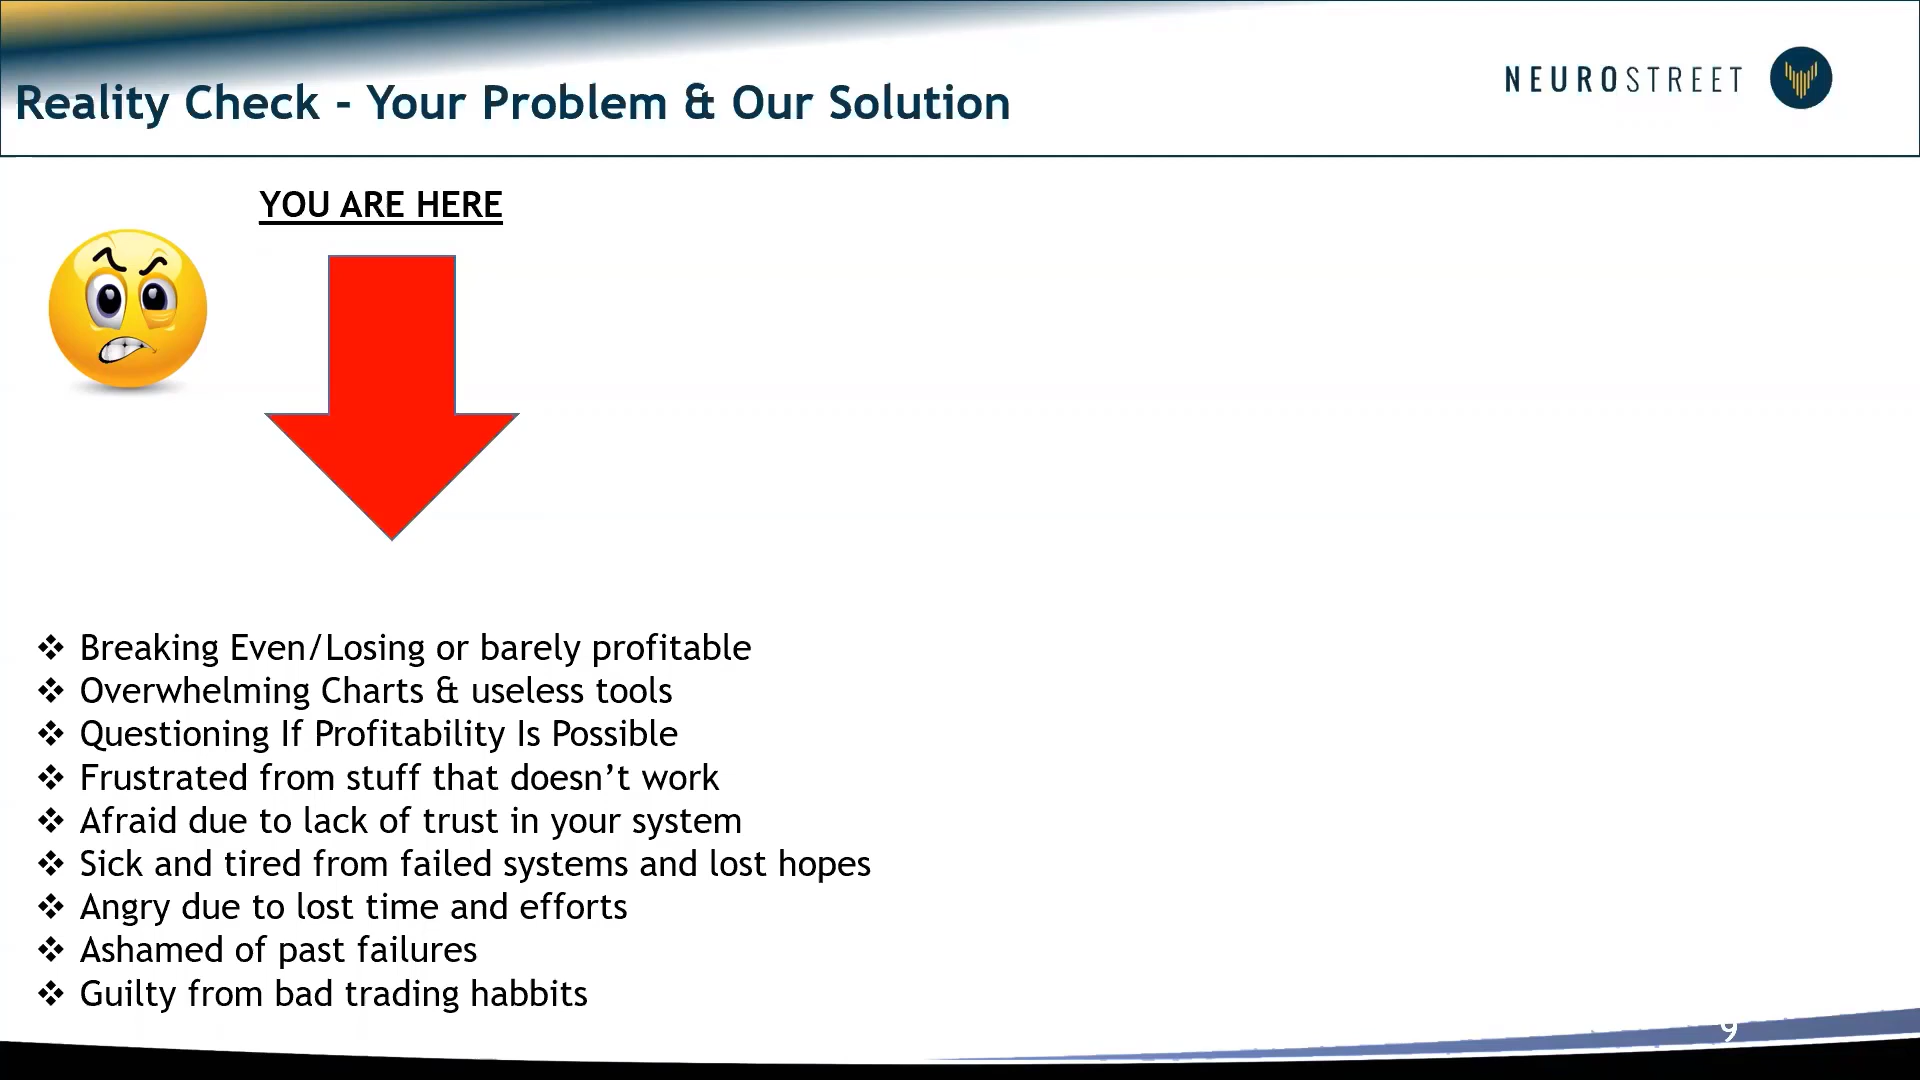 Reality Check - Your Problem & Our Solution
NEUROSTREET
YOU ARE HERE
❖ Breaking Even/Losing or barely profitable
❖ Overwhelming Charts & useless tools
❖ Questioning If Profitability Is Possible
❖ Frustrated from stuff that doesn’t work
❖ Afraid due to lack of trust in your system
❖ Sick and tired from failed systems and lost hopes
❖ Angry due to lost time and efforts
❖ Ashamed of past failures
❖ Guilty from bad trading habbits
9